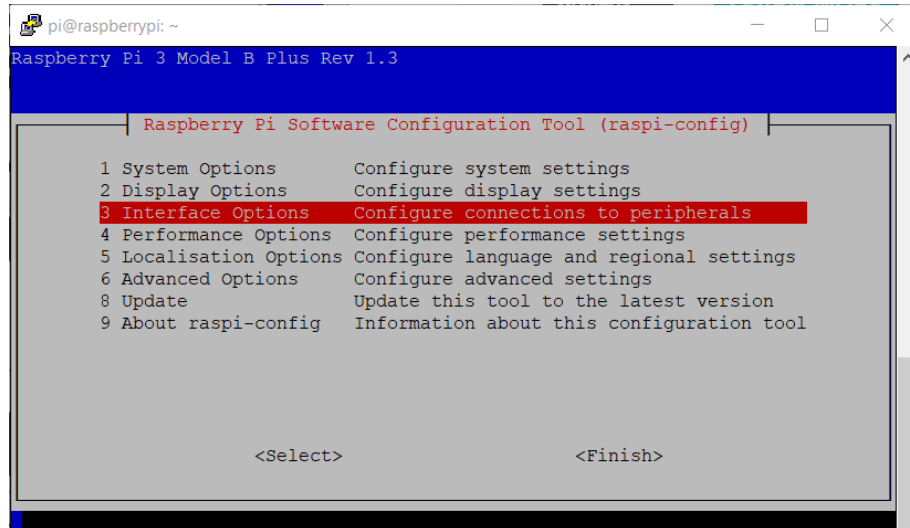 pi@raspberrypi: ~
Raspberry Pi 3 Model B Plus Rev 1.3
Raspberry Pi Software Configuration Tool (raspi-config)
1 System Options Configure system settings
2 Display Options Configure display settings
3 Interface Options Configure connections to peripherals
4 Performance Options Configure performance settings
5 Localisation Options Configure language and regional settings
6 Advanced Options Configure advanced settings
8 Update Update this tool to the latest version
9 About raspi-config Information about this configuration tool
<Select> <Finish>